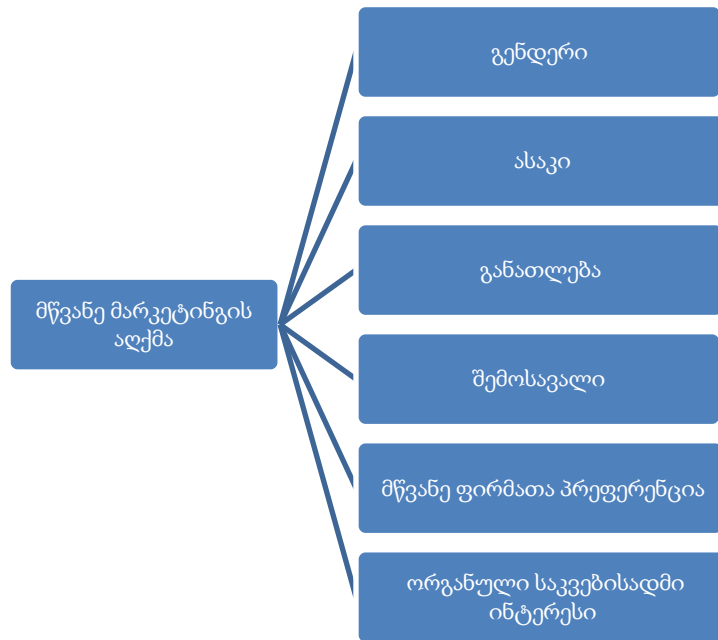 გენდერი
ასაკი
განათლება
მწვანე მარკეტინგის
აღქმა
შემოსავალი
მწვანე ფირმათა პრეფერენცია
ორგანული საკვებისადმი
ინტერესი